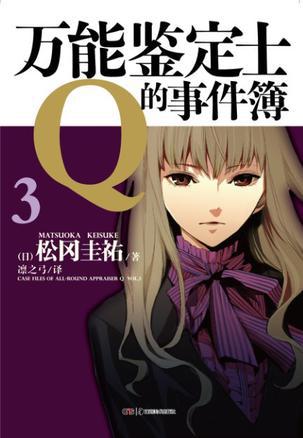 万能鉴定士
Q
的事件簿
3
MATSUOKA KEISUKE
(日)松冈圭祐/著
凛之弓/译
CASE FILES OF ALL-ROUND APPRAISER Q VOL.3